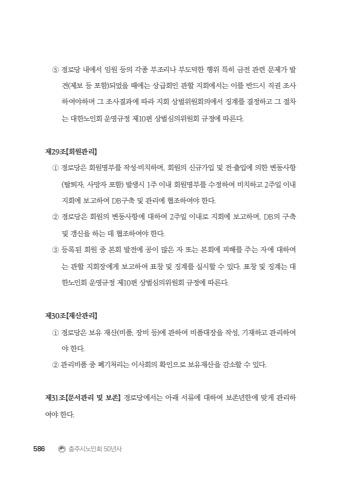 ⑤ 경로당 내에서 임원 등의 각종 부조리나 부도덕한 행위 특히 금전 관련 문제가 발
견(제보 등 포함)되었을 때에는 상급회인 관할 지회에서는 이를 반드시 직권 조사
하여야하며 그 조사결과에 따라 지회 상벌위원회의에서 징계를 결정하고 그 절차
는 대한노인회 운영규정 제10편 상벌심의위원회 규정에 따른다.
제29조【회원관리】
① 경로당은 회원명부를 작성·비치하며, 회원의 신규가입 및 전·출입에 의한 변동사항
(탈퇴자, 사망자 포함) 발생시 1주 이내 회원명부를 수정하여 비치하고 2주일 이내
지회에 보고하여 DB구축 및 관리에 협조하여야 한다.
② 경로당은 회원의 변동사항에 대하여 2주일 이내로 지회에 보고하며, DB의 구축
및 갱신을 하는 데 협조하여야 한다.
③ 등록된 회원 중 본회 발전에 공이 많은 자 또는 본회에 피해를 주는 자에 대하여
는 관할 지회장에게 보고하여 표창 및 징계를 실시할 수 있다. 표창 및 징계는 대
한노인회 운영규정 제10편 상벌심의위원회 규정에 따른다.
제30조【재산관리】
① 경로당은 보유 재산(비품, 장비 등)에 관하여 비품대장을 작성, 기재하고 관리하여
야 한다.
② 관리비품 중 폐기처리는 이사회의 확인으로 보유재산을 감소할 수 있다.
제31조【문서관리 및 보존】 경로당에서는 아래 서류에 대하여 보존년한에 맞게 관리하
여야 한다.
586 충주시노인회 50년사